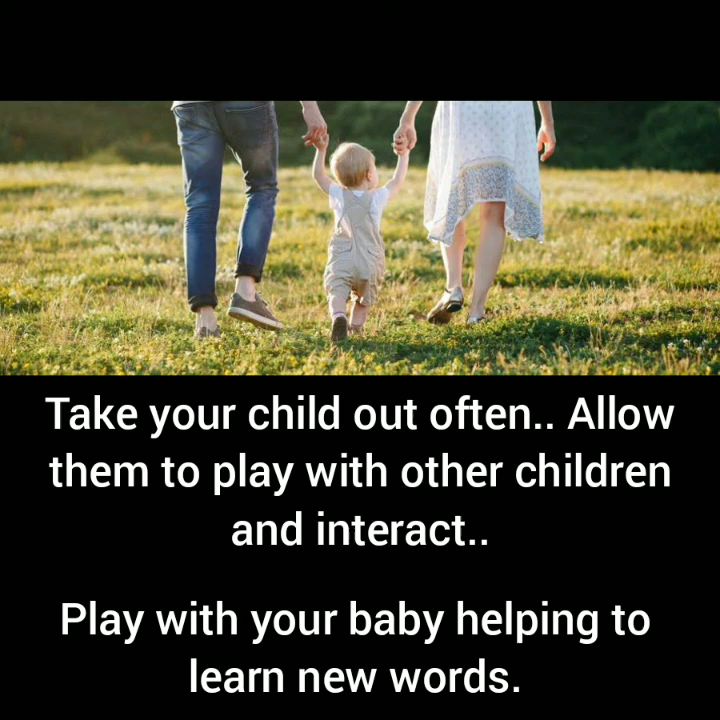 Take your child out often.. Allow
them to play with other children
and interact..
Play with your baby helping to
learn new words.